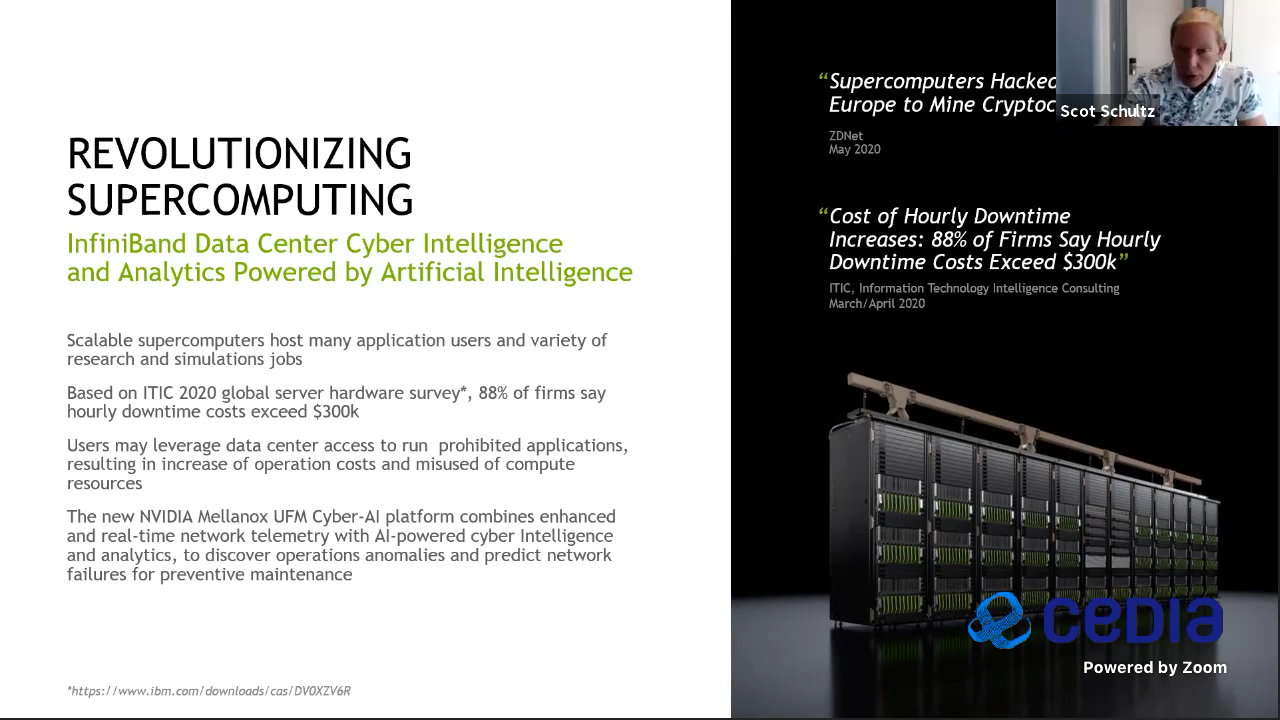 REVOLUTIONIZING
SUPERCOMPUTING
InfiniBand Data Center Cyber Intelligence
and Analytics Powered by Artificial Intelligence
Scalable supercomputers host many application users and variety of
research and simulations jobs
Based on ITIC 2020 global server hardware survey*, 88% of firms say
hourly downtime costs exceed $300k
Users may leverage data center access to run  prohibited applications,
resulting in increase of operation costs and misused of compute
resources
The new NVIDIA Mellanox UFM Cyber-AI platform combines enhanced
and real-time network telemetry with AI-powered cyber Intelligence
and analytics, to discover operations anomalies and predict network
failures for preventive maintenance
*https://www.ibm.com/downloads/cas/DV0XZV6R
“Supercomputers Hacked
Europe to Mine Cryptoc
ZDNet
May 2020
“Cost of Hourly Downtime
Increases: 88% of Firms Say Hourly
Downtime Costs Exceed $300k”
ITIC, Information Technology Intelligence Consulting
March/April 2020
Scot Schultz
cedia
Powered by Zoom